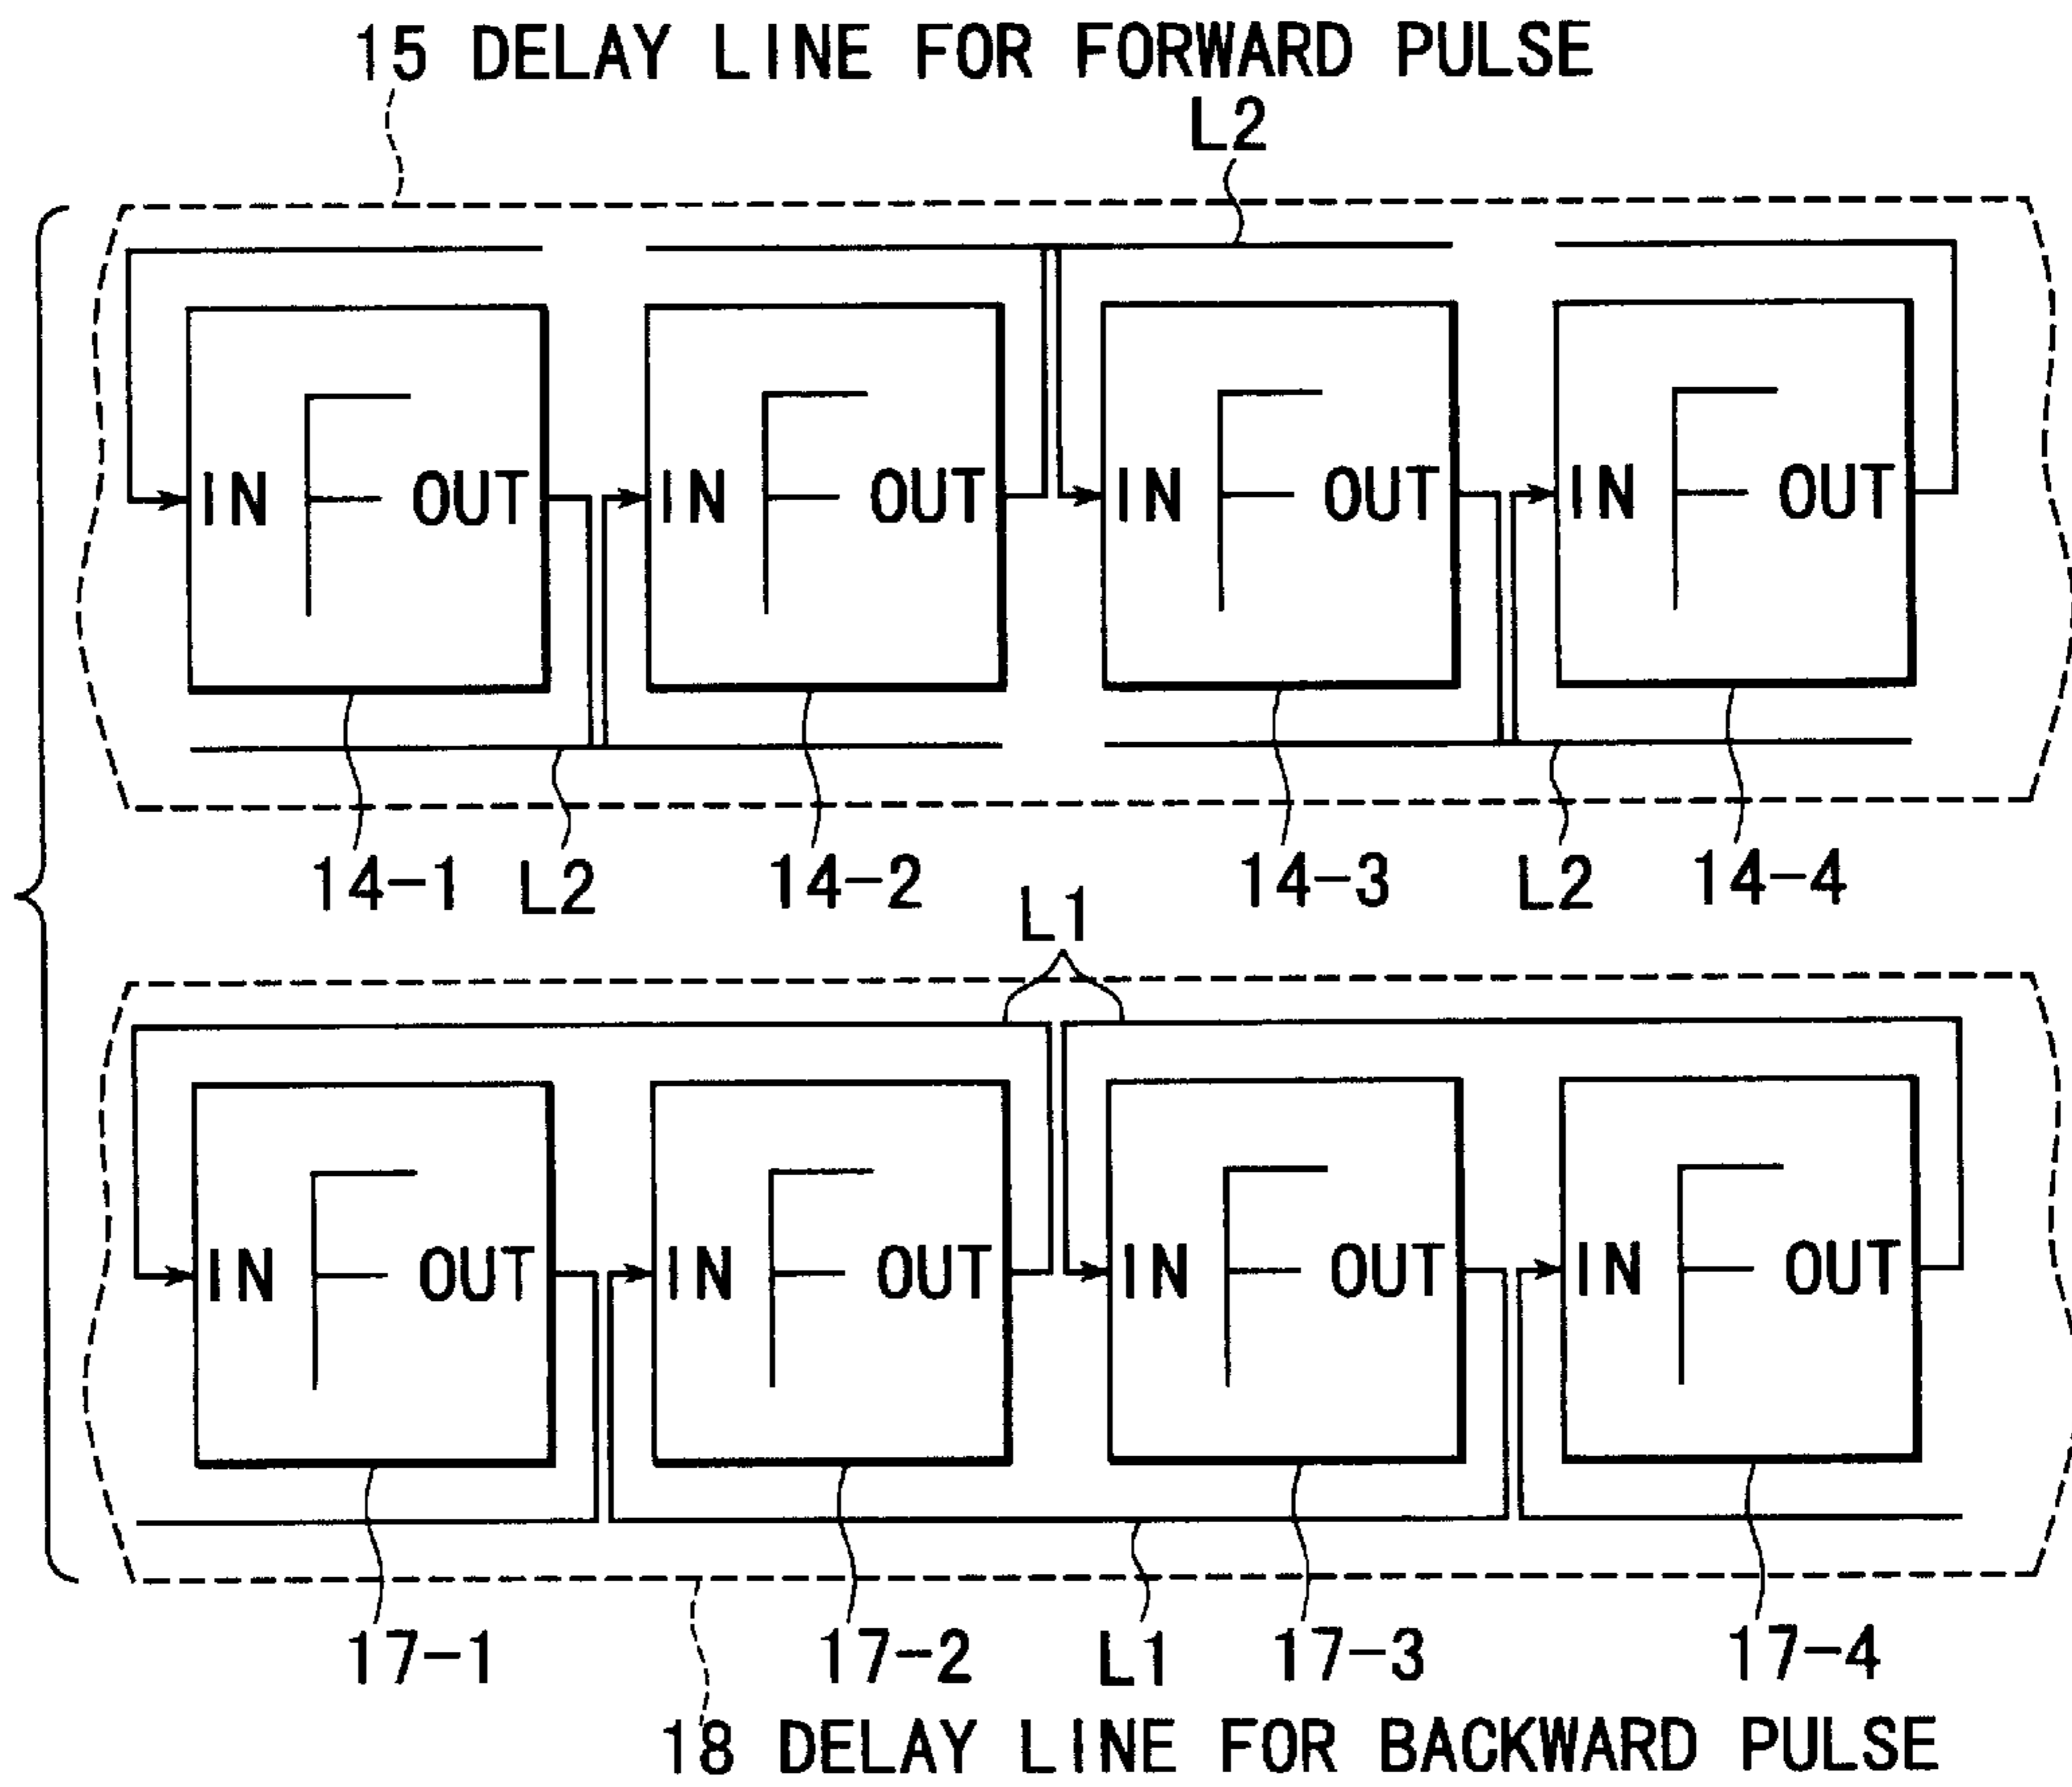 15 DELAY LINE FOR FORWARD PULSE
L2
IN F OUT IN F OUT IN F OUT IN F OUT
14-1 L2 14-2 14-3 L2 14-4
L1
IN F OUT IN F OUT IN F OUT IN F OUT
17-1 17-2 L1 17-3 17-4
18 DELAY LINE FOR BACKWARD PULSE